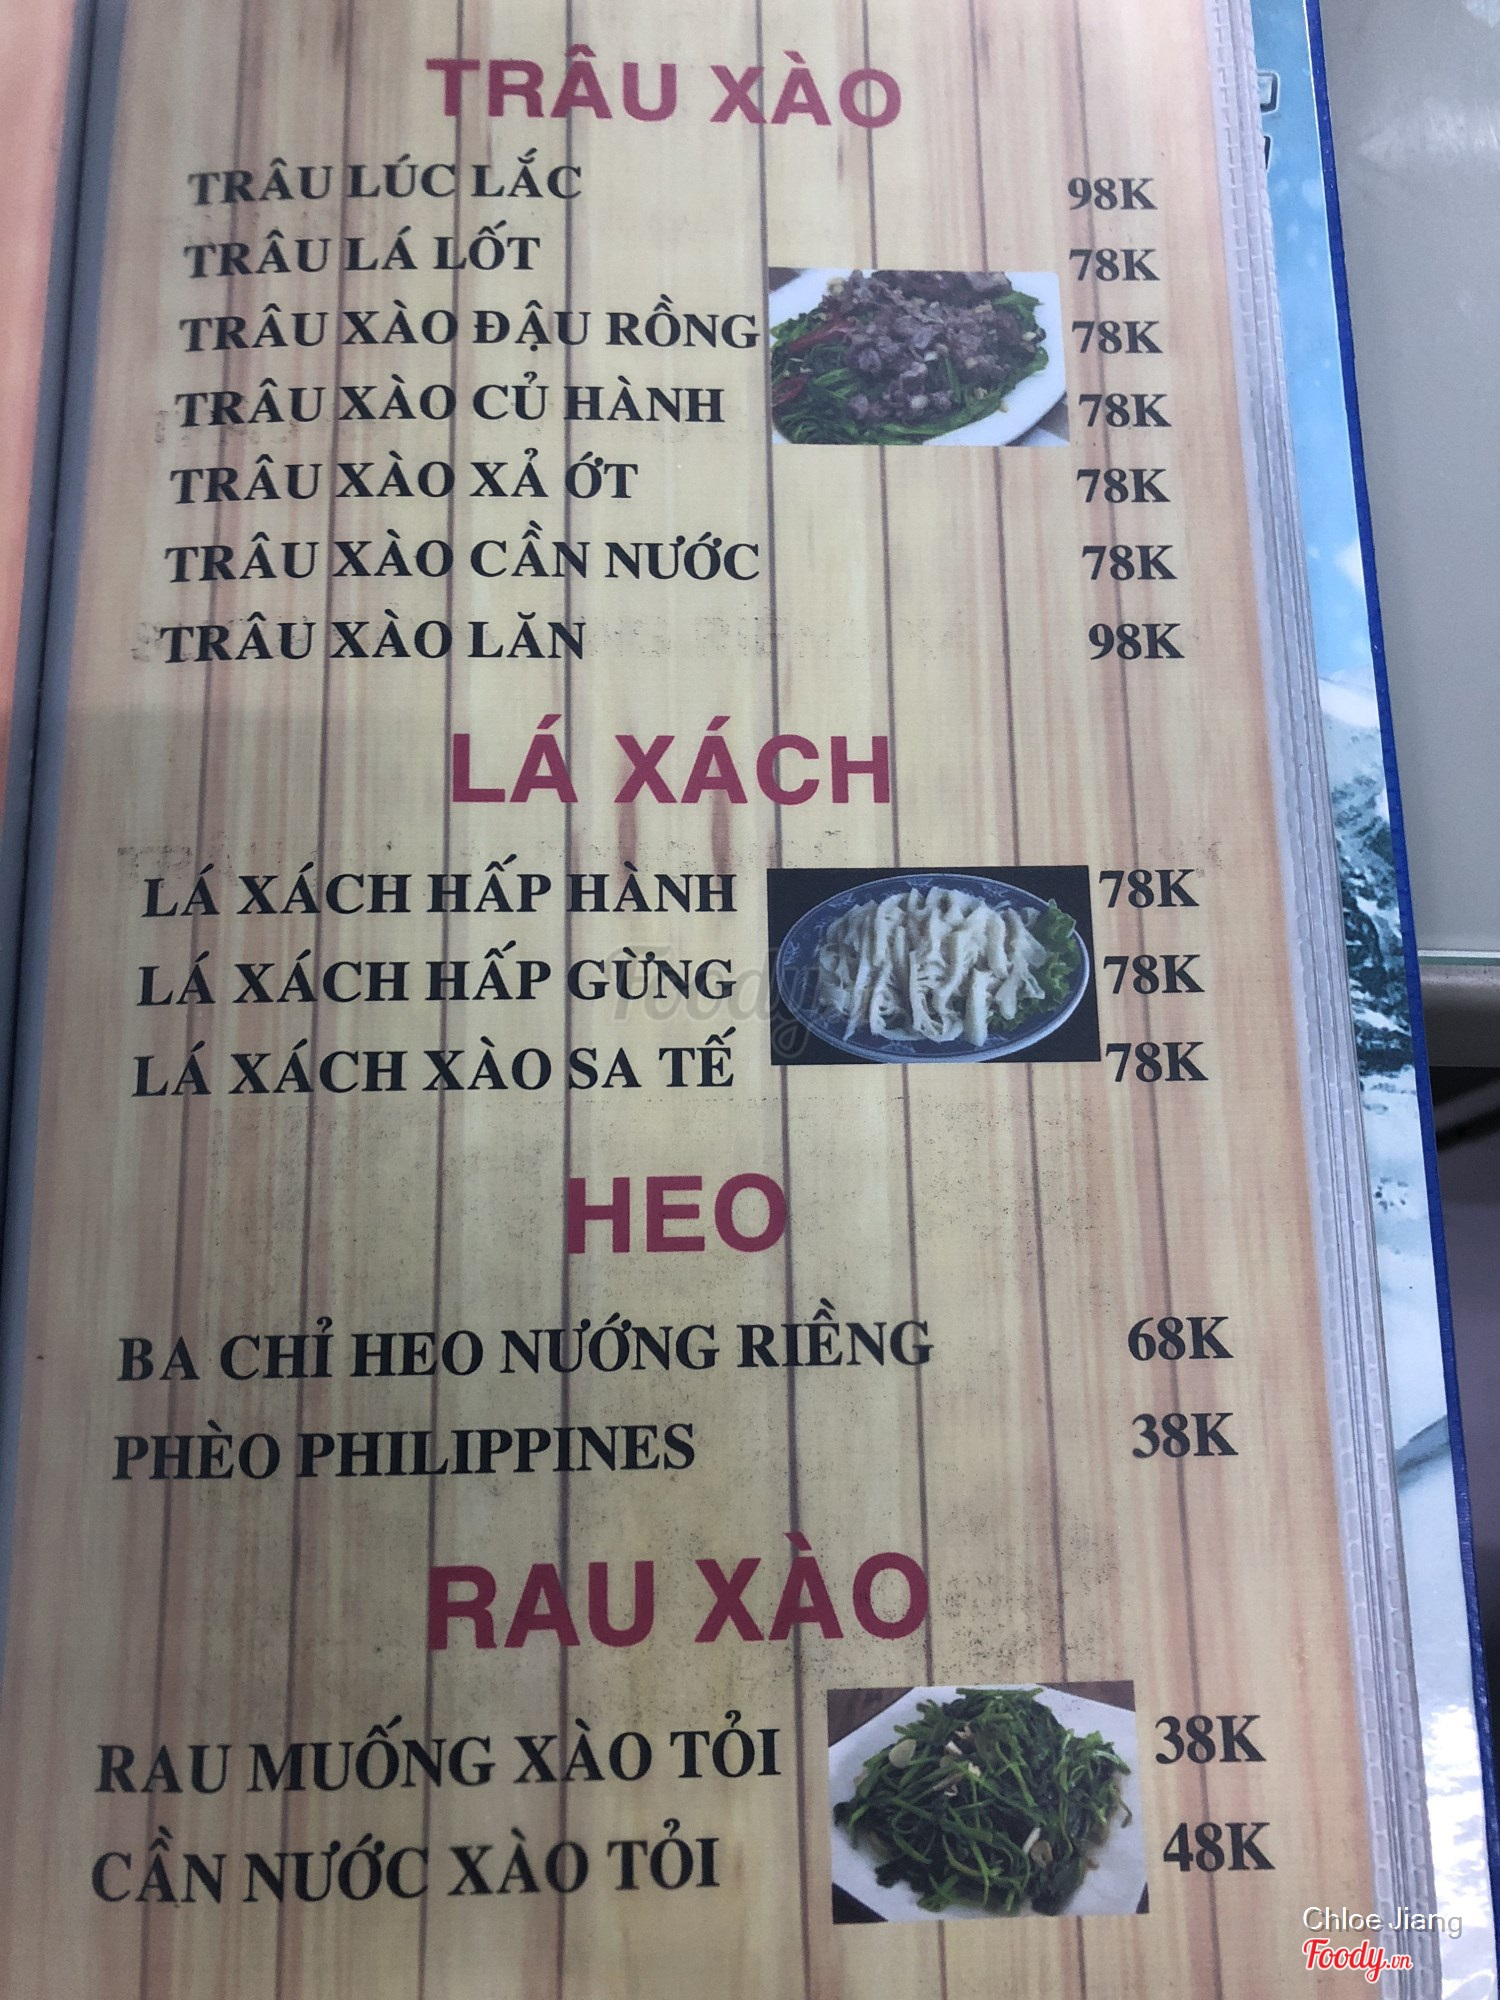 TRÂU XÀO
TRÂU LÚC LẮC 98K
TRÂU LÁ LỐT 78K
TRÂU XÀO ĐẬU RỒNG 78K
TRÂU XÀO CỦ HÀNH 78K
TRÂU XÀO XẢ ỚT 78K
TRÂU XÀO CẦN NƯỚC 78K
TRÂU XÀO LĂN 98K
LÁ XÁCH
LÁ XÁCH HẤP HÀNH 78K
LÁ XÁCH HẤP GỪNG 78K
LÁ XÁCH XÀO SA TẾ 78K
HEO
BA CHỈ HEO NƯỚNG RIỀNG 68K
PHÈO PHILIPPINES 38K
RAU XÀO
RAU MUỐNG XÀO TỎI 38K
CẦN NƯỚC XÀO TỎI 48K
Chloe Jiang
Foody.vn